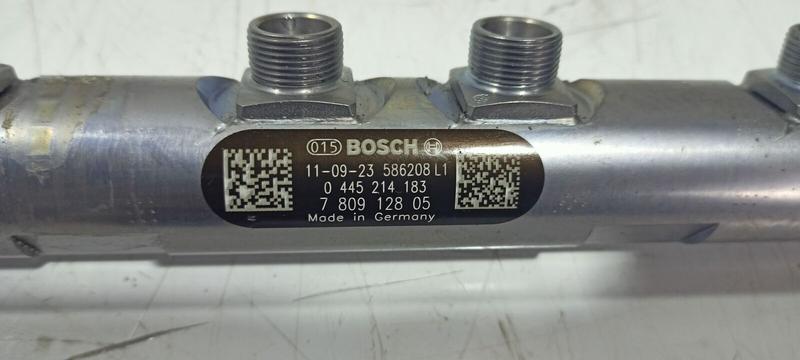 015 BOSCH
11-09-23 586208 L1
0 445 214 183
7 809 128 05
Made in Germany